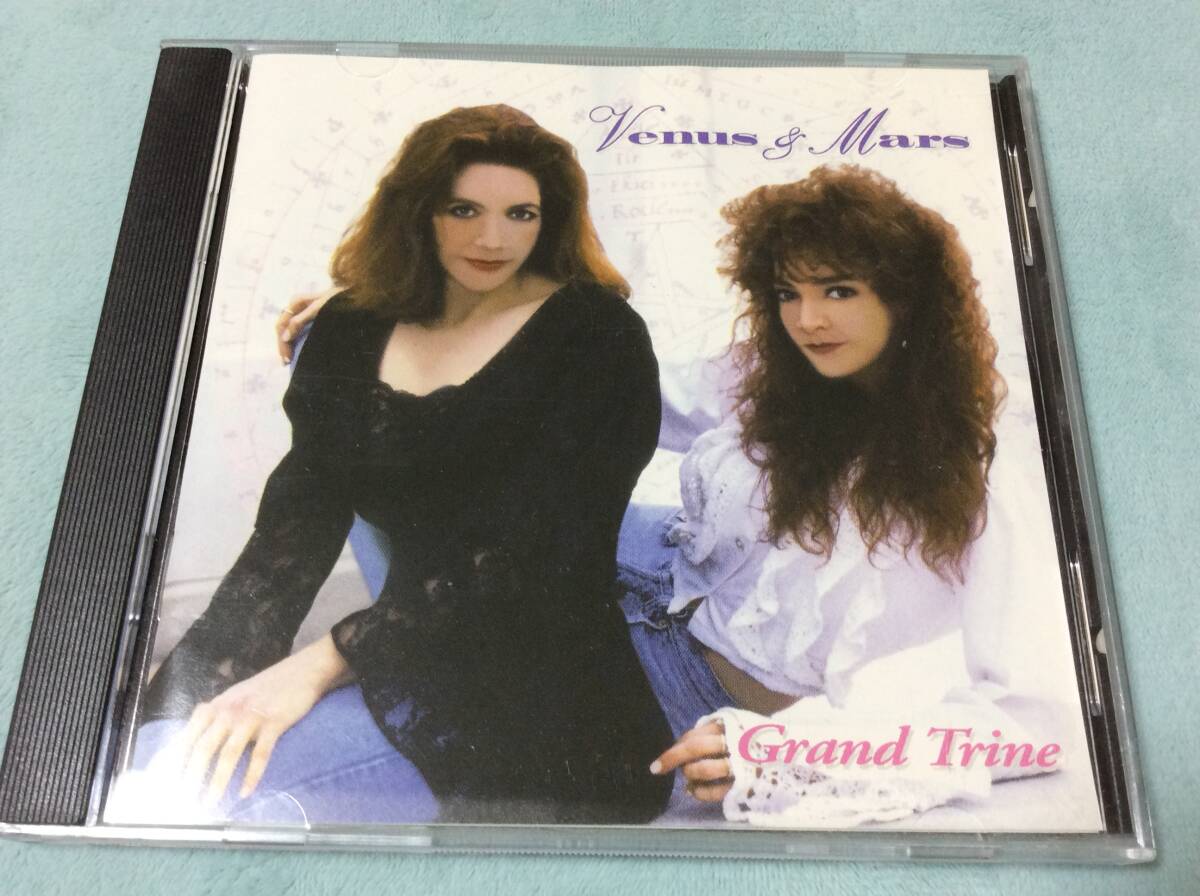 Venus & Mars
Grand Trine